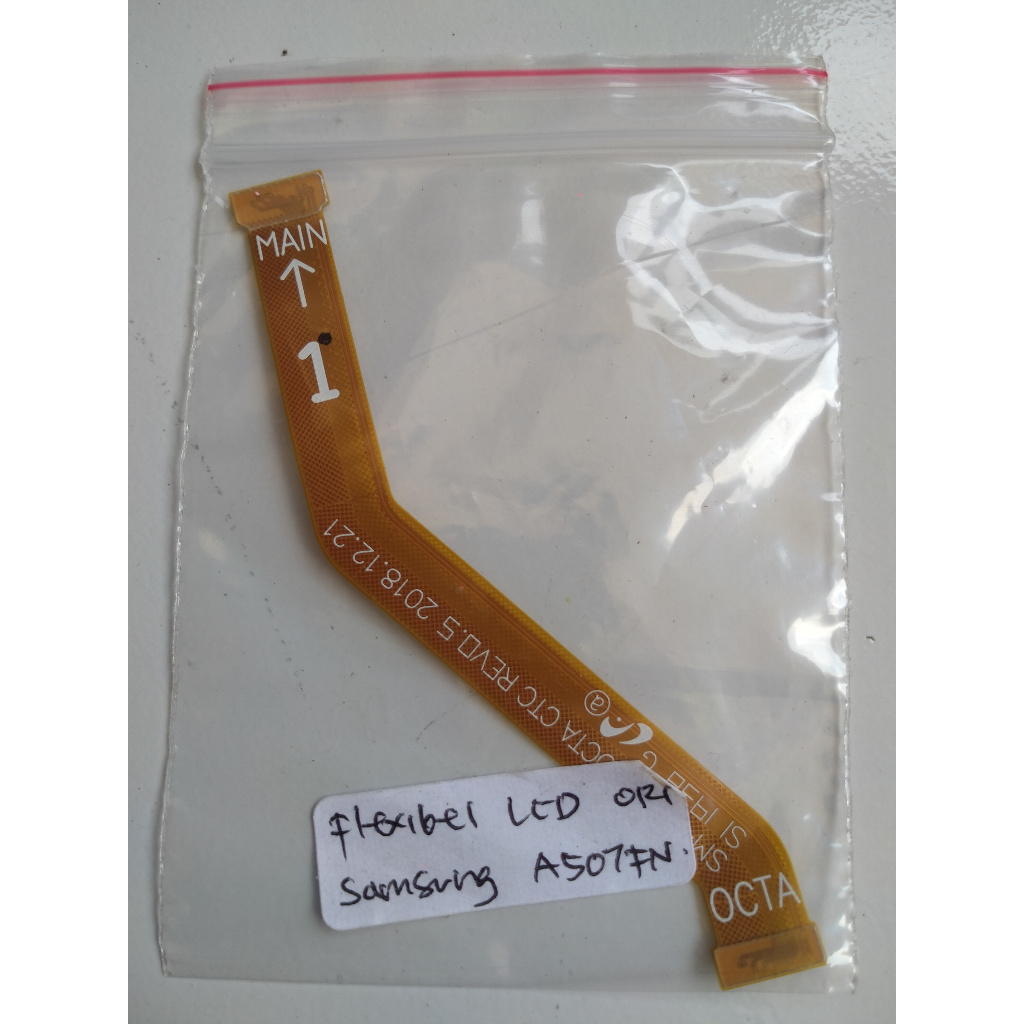 MAIN
1
OCTA CTC REV0.5 2018.12.21
OCTA
Flexibel LCD ORI
Samsung A507FN.